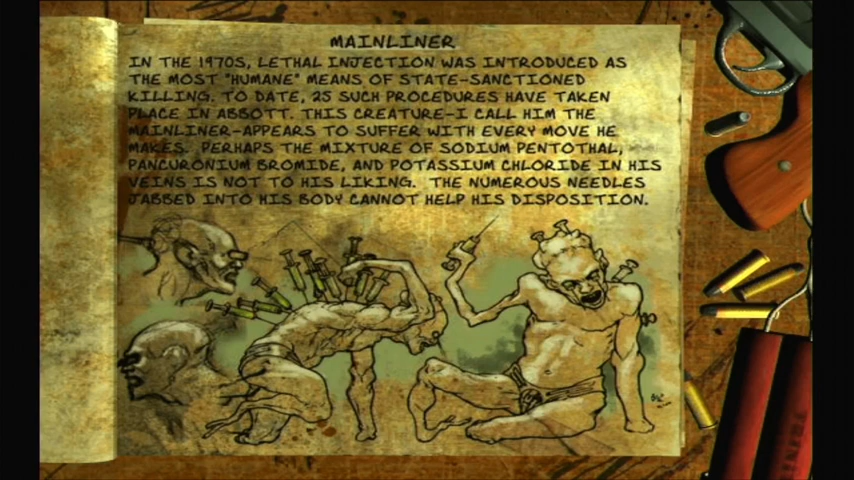 MAINLINER
IN THE 1970S, LETHAL INJECTION WAS INTRODUCED AS
THE MOST "HUMANE" MEANS OF STATE-SANCTIONED
KILLING. TO DATE, 25 SUCH PROCEDURES HAVE TAKEN
PLACE IN ABBOTT. THIS CREATURE-I CALL HIM THE
MAINLINER-APPEARS TO SUFFER WITH EVERY MOVE HE
MAKES. PERHAPS THE MIXTURE OF SODIUM PENTOTHAL,
PANCURONIUM BROMIDE, AND POTASSIUM CHLORIDE IN HIS
VEINS IS NOT TO HIS LIKING. THE NUMEROUS NEEDLES
JABBED INTO HIS BODY CANNOT HELP HIS DISPOSITION.